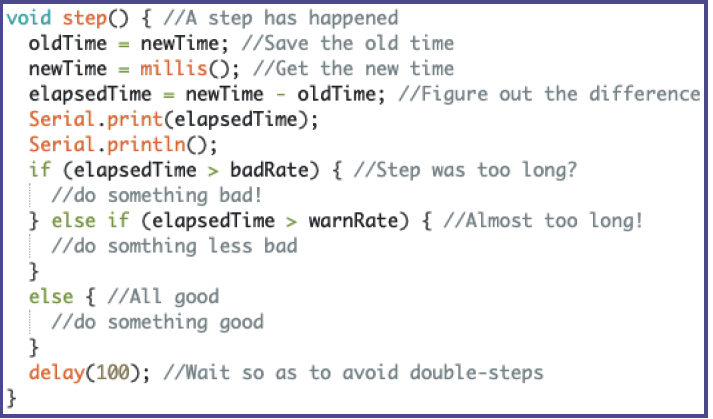 void step() { //A step has happened
  oldTime = newTime; //Save the old time
  newTime = millis(); //Get the new time
  elapsedTime = newTime - oldTime; //Figure out the difference
  Serial.print(elapsedTime);
  Serial.println();
  if (elapsedTime > badRate) { //Step was too long?
    //do something bad!
  } else if (elapsedTime > warnRate) { //Almost too long!
    //do somthing less bad
  }
  else { //All good
    //do something good
  }
  delay(100); //Wait so as to avoid double-steps
}